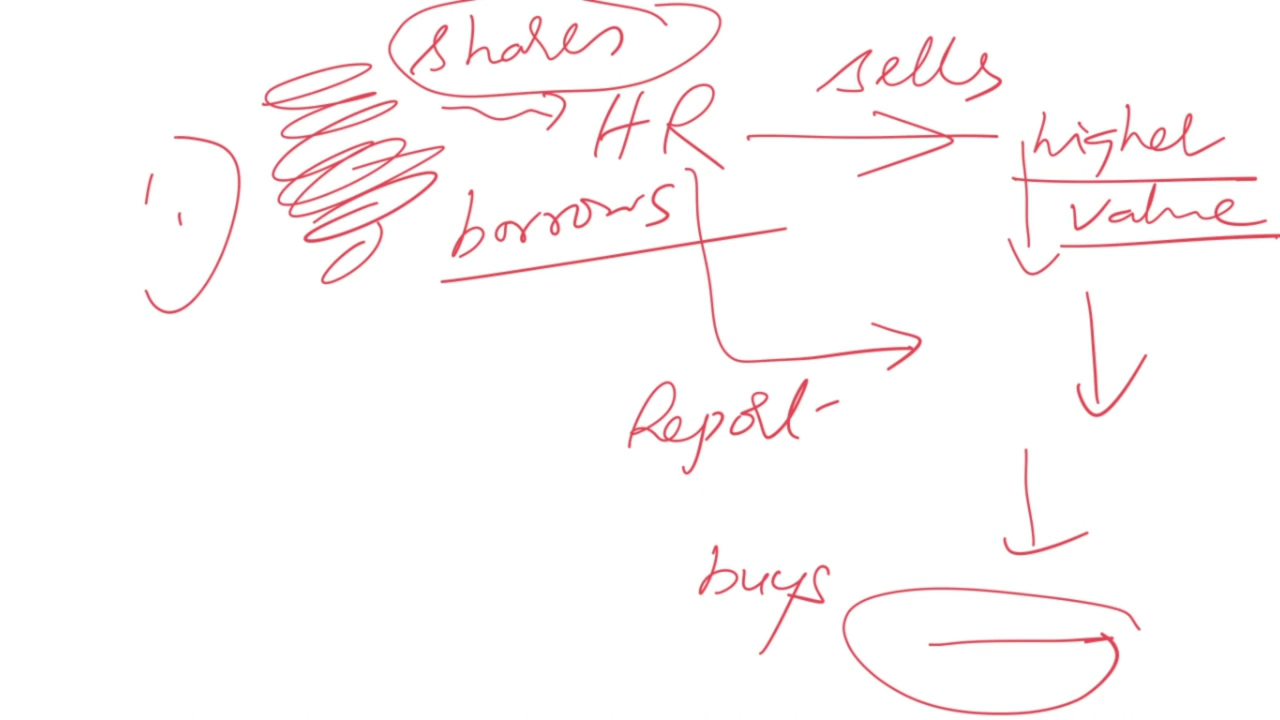 shares
sells
HR
higher
value
borrows
Report
buys